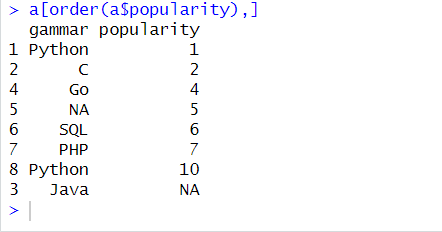 > a[order(a$popularity),]
  gammar popularity
1 Python          1
2      C          2
4     Go          4
5     NA          5
6    SQL          6
7    PHP          7
8 Python         10
3   Java         NA
>